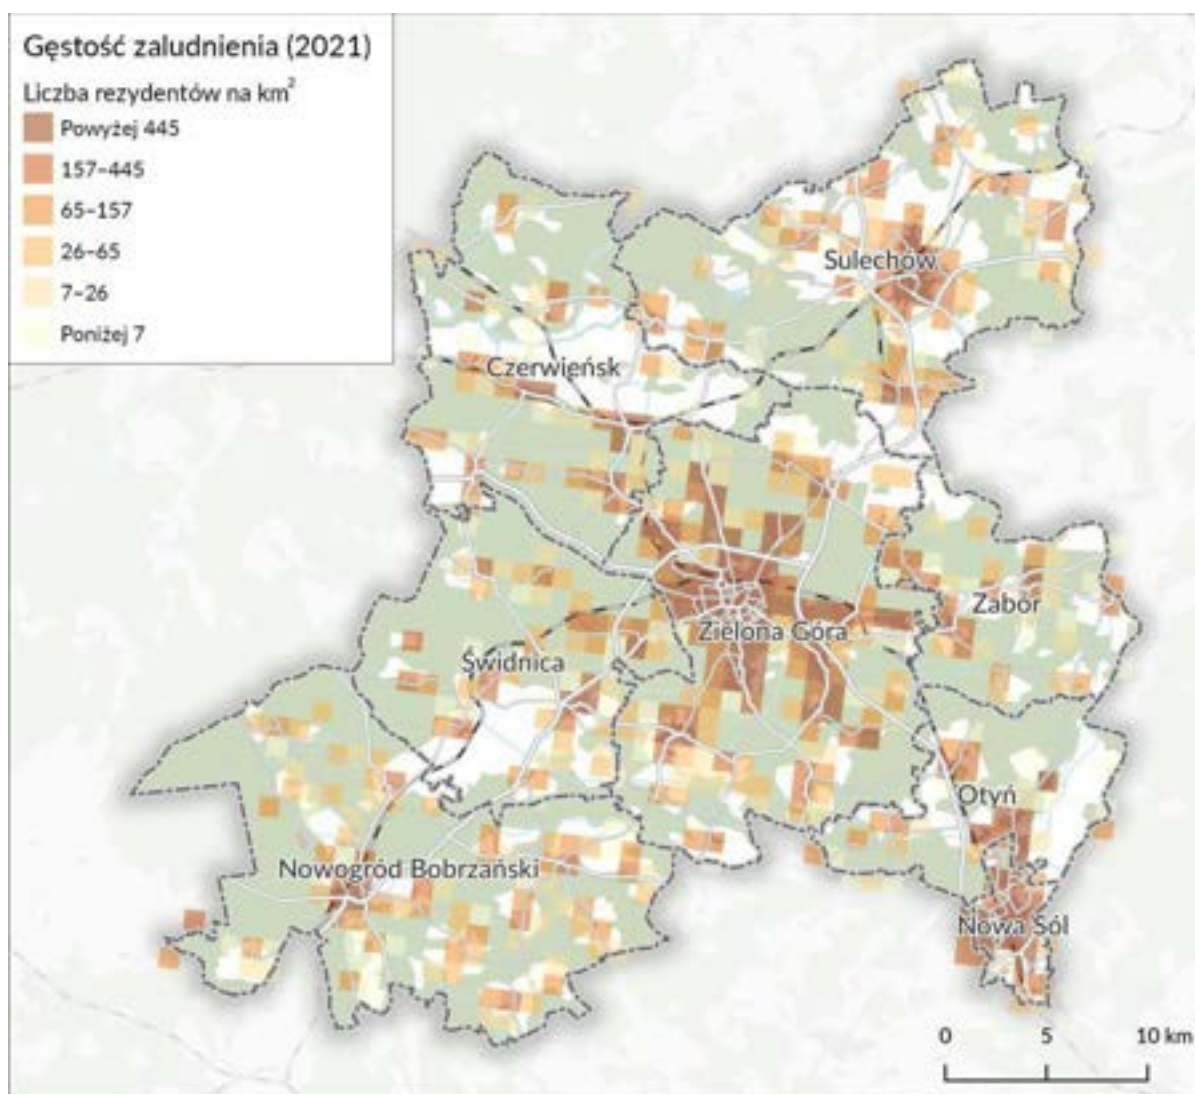 Gęstość zaludnienia (2021)
Liczba rezydentów na km²
Powyżej 445
157–445
65–157
26–65
7–26
Poniżej 7
Sulechów
Czerwieńsk
Zabór
Zielona Góra
Świdnica
Otyń
Nowogród Bobrzański
Nowa Sól
0 5 10 km